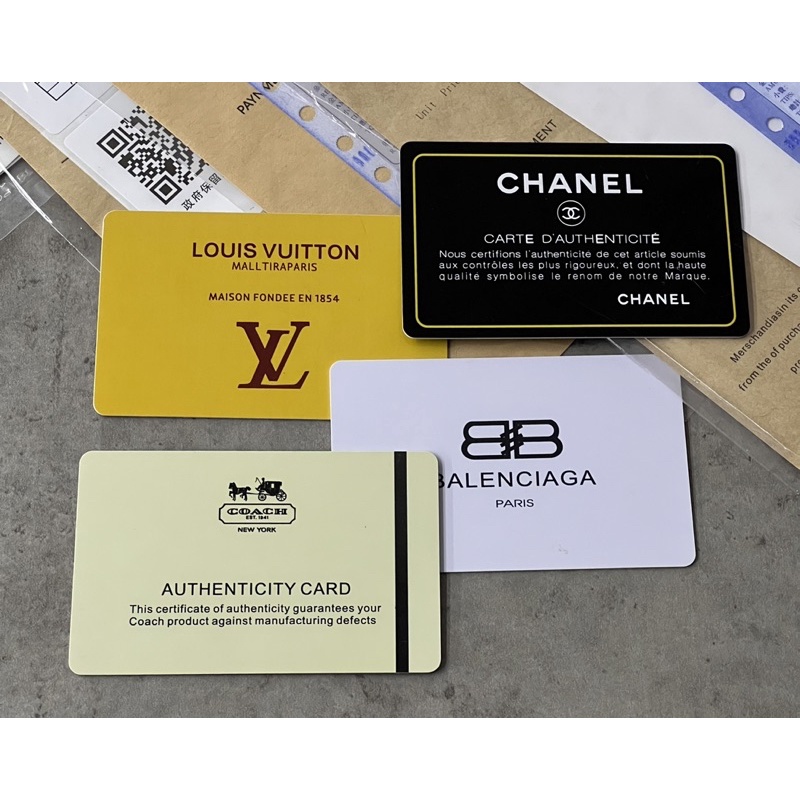 Unit
MENT
政府保留
CHANEL
CARTE D'AUTHENTICITÉ
Nous certifions l'authenticité de cet article soumis
aux contrôles les plus rigoureux, et dont la haute
qualité symbolise le renom de notre Marque.
CHANEL
LOUIS VUITTON
MALLTIRAPARIS
MAISON FONDEE EN 1854
LV
Merschandiasin its
from the of purch
BALENCIAGA
PARIS
COACH
EST. 1941
NEW YORK
AUTHENTICITY CARD
This certificate of authenticity guarantees your
Coach product against manufacturing defects